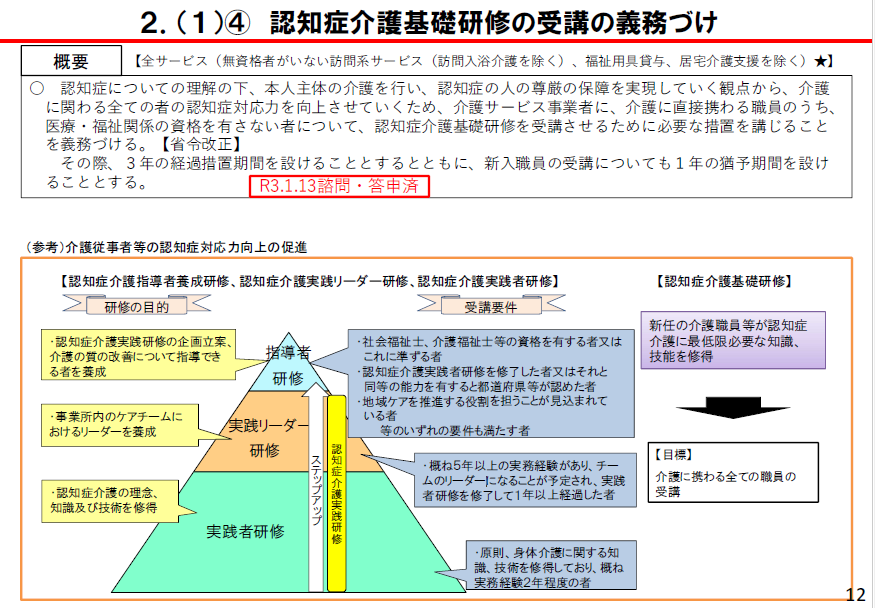 ２．（１）④　認知症介護基礎研修の受講の義務づけ
概要
【全サービス（無資格者がいない訪問系サービス（訪問入浴介護を除く）、福祉用具貸与、居宅介護支援を除く）★】
○　認知症についての理解の下、本人主体の介護を行い、認知症の人の尊厳の保障を実現していく観点から、介護
に関わる全ての者の認知症対応力を向上させていくため、介護サービス事業者に、介護に直接携わる職員のうち、
医療・福祉関係の資格を有さない者について、認知症介護基礎研修を受講させるために必要な措置を講じること
を義務づける。【省令改正】
その際、３年の経過措置期間を設けることとするとともに、新入職員の受講についても１年の猶予期間を設け
ることとする。
R3.1.13諮問・答申済
（参考）介護従事者等の認知症対応力向上の促進
【認知症介護指導者養成研修、認知症介護実践リーダー研修、認知症介護実践者研修】
研修の目的
受講要件
・認知症介護実践研修の企画立案、
介護の質の改善について指導でき
る者を養成
・事業所内のケアチームに
おけるリーダーを養成
・認知症介護の理念、
知識及び技術を修得
指導者
研修
実践リーダー
研修
実践者研修
ステップアップ
認知症介護実践研修
・社会福祉士、介護福祉士等の資格を有する者又は
これに準ずる者
・認知症介護実践者研修を修了した者又はそれと
同等の能力を有すると都道府県等が認めた者
・地域ケアを推進する役割を担うことが見込まれて
いる者
等のいずれの要件も満たす者
・概ね5年以上の実務経験があり、チー
ムのリーダーになることが予定され、実践
者研修を修了して1年以上経過した者
・原則、身体介護に関する知
識、技術を修得しており、概ね
実務経験2年程度の者
【認知症介護基礎研修】
新任の介護職員等が認知症
介護に最低限必要な知識、
技能を修得
【目標】
介護に携わる全ての職員の
受講
12